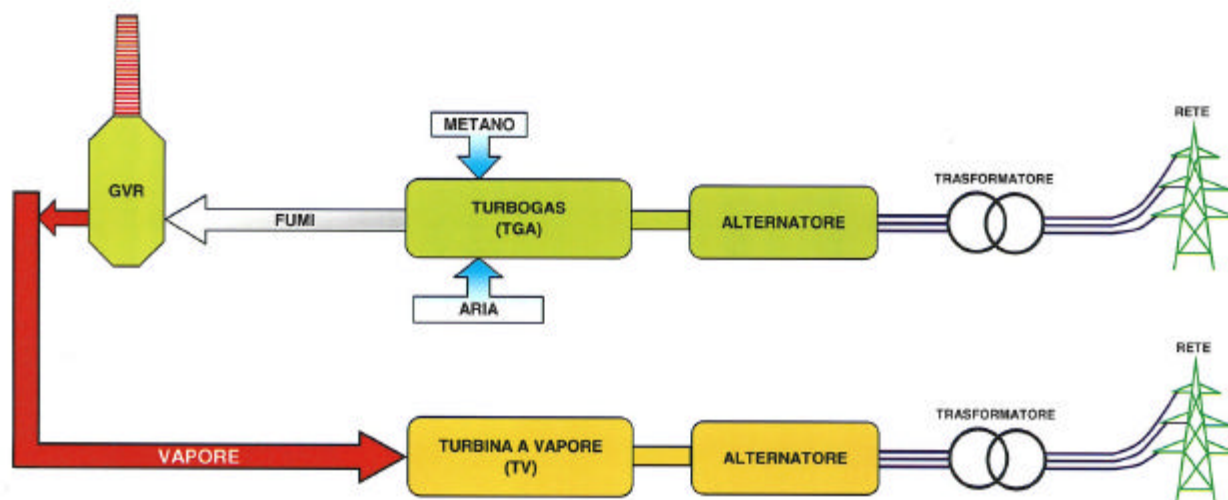 METANO
RETE
TRASFORMATORE
GVR
FUMI
TURBOGAS
(TGA)
ALTERNATORE
ARIA
RETE
TRASFORMATORE
VAPORE
TURBINA A VAPORE
(TV)
ALTERNATORE